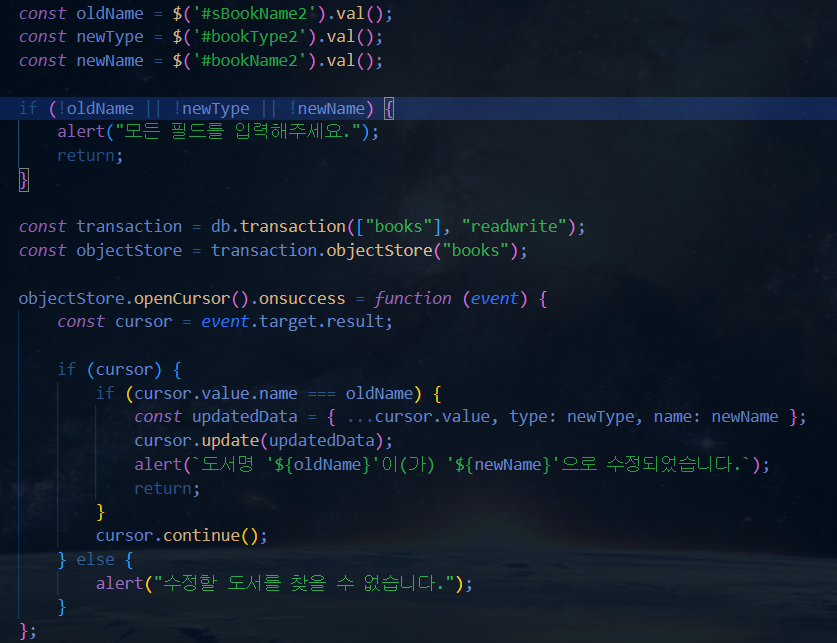 const oldName = $('#sBookName2').val();
const newType = $('#bookType2').val();
const newName = $('#bookName2').val();
if (!oldName || !newType || !newName) {
alert("모든 필드를 입력해주세요.");
return;
}
const transaction = db.transaction(["books"], "readwrite");
const objectStore = transaction.objectStore("books");
objectStore.openCursor().onsuccess = function (event) {
const cursor = event.target.result;
if (cursor) {
if (cursor.value.name === oldName) {
const updatedData = { ...cursor.value, type: newType, name: newName };
cursor.update(updatedData);
alert(`도서명 '${oldName}'이(가) '${newName}'으로 수정되었습니다.`);
return;
}
cursor.continue();
} else {
alert("수정할 도서를 찾을 수 없습니다.");
}
};